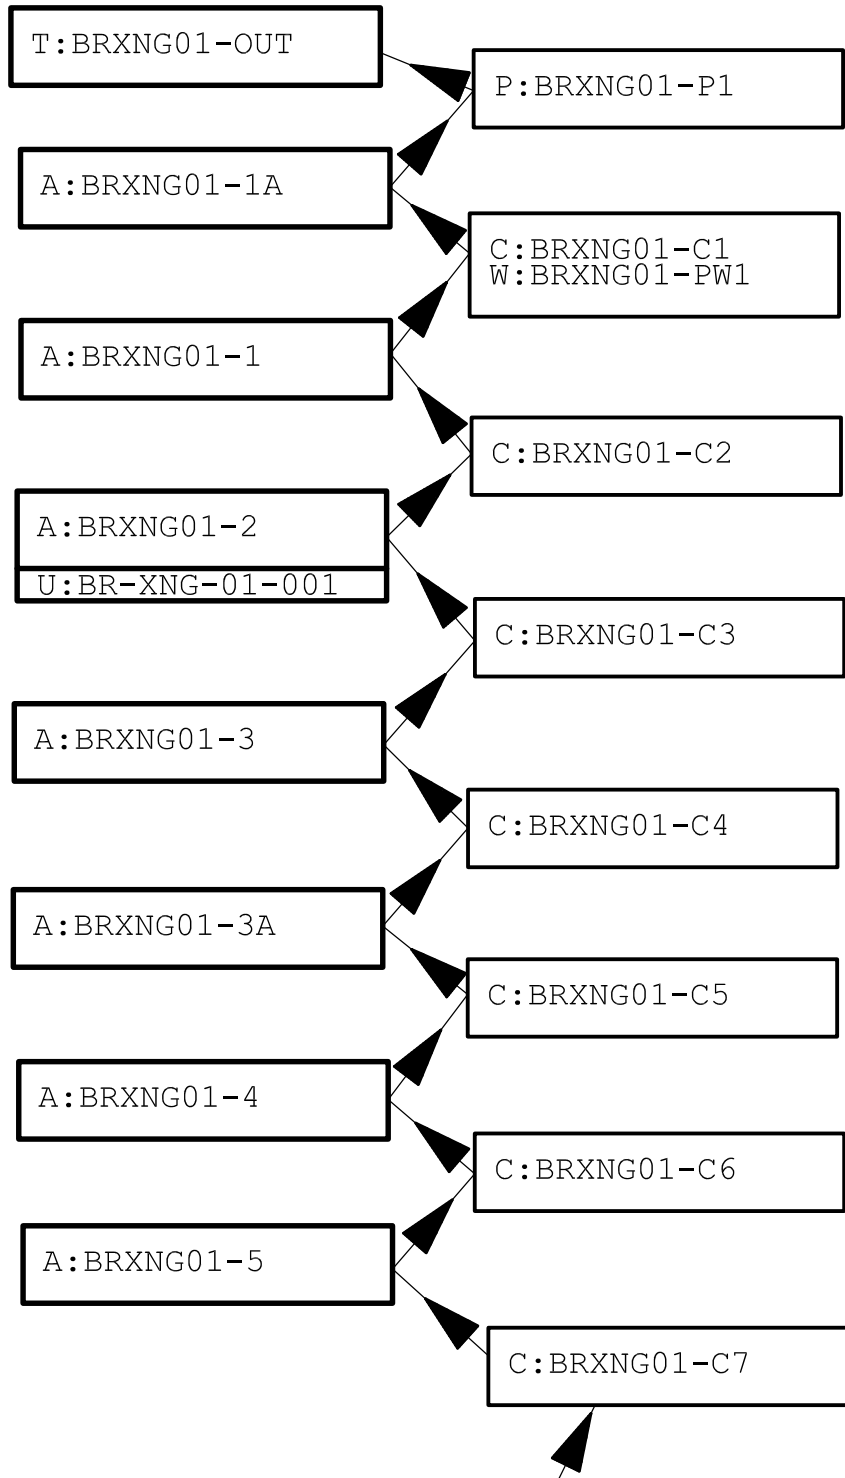 T:BRXNG01-OUT
P:BRXNG01-P1
A:BRXNG01-1A
C:BRXNG01-C1
W:BRXNG01-PW1
A:BRXNG01-1
C:BRXNG01-C2
A:BRXNG01-2
U:BR-XNG-01-001
C:BRXNG01-C3
A:BRXNG01-3
C:BRXNG01-C4
A:BRXNG01-3A
C:BRXNG01-C5
A:BRXNG01-4
C:BRXNG01-C6
A:BRXNG01-5
C:BRXNG01-C7